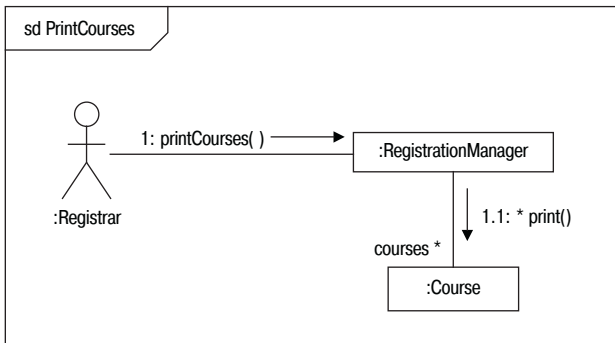 sd PrintCourses
1: printCourses( )
:RegistrationManager
:Registrar
1.1: * print()
courses *
:Course